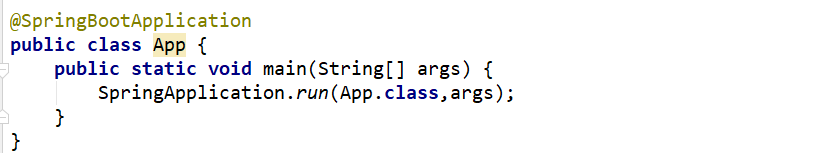 @SpringBootApplication
public class App {
    public static void main(String[] args) {
        SpringApplication.run(App.class,args);
    }
}